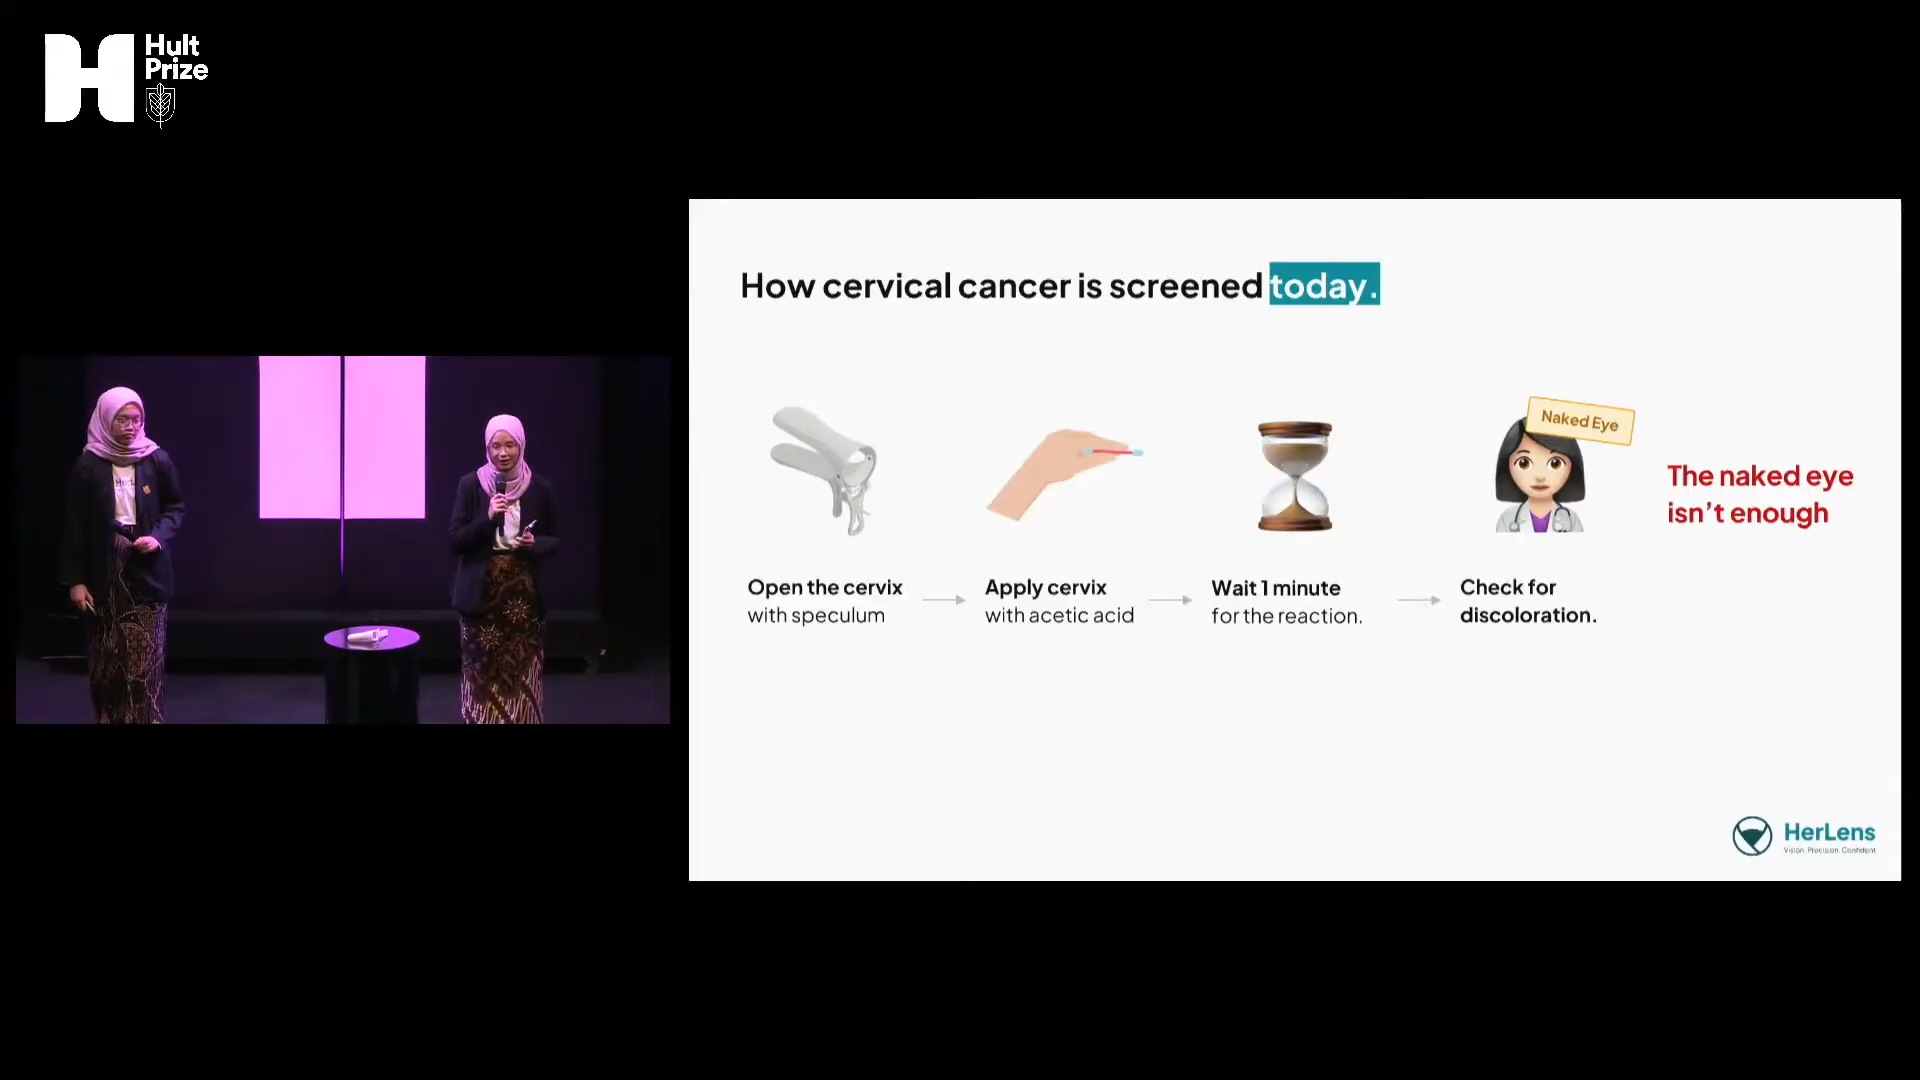 Hult
Prize
How cervical cancer is screened today.
Naked Eye
The naked eye
isn't enough
Open the cervix
with speculum
Apply cervix
with acetic acid
Wait 1 minute
for the reaction.
Check for
discoloration.
HerLens
Vision. Precision. Confident